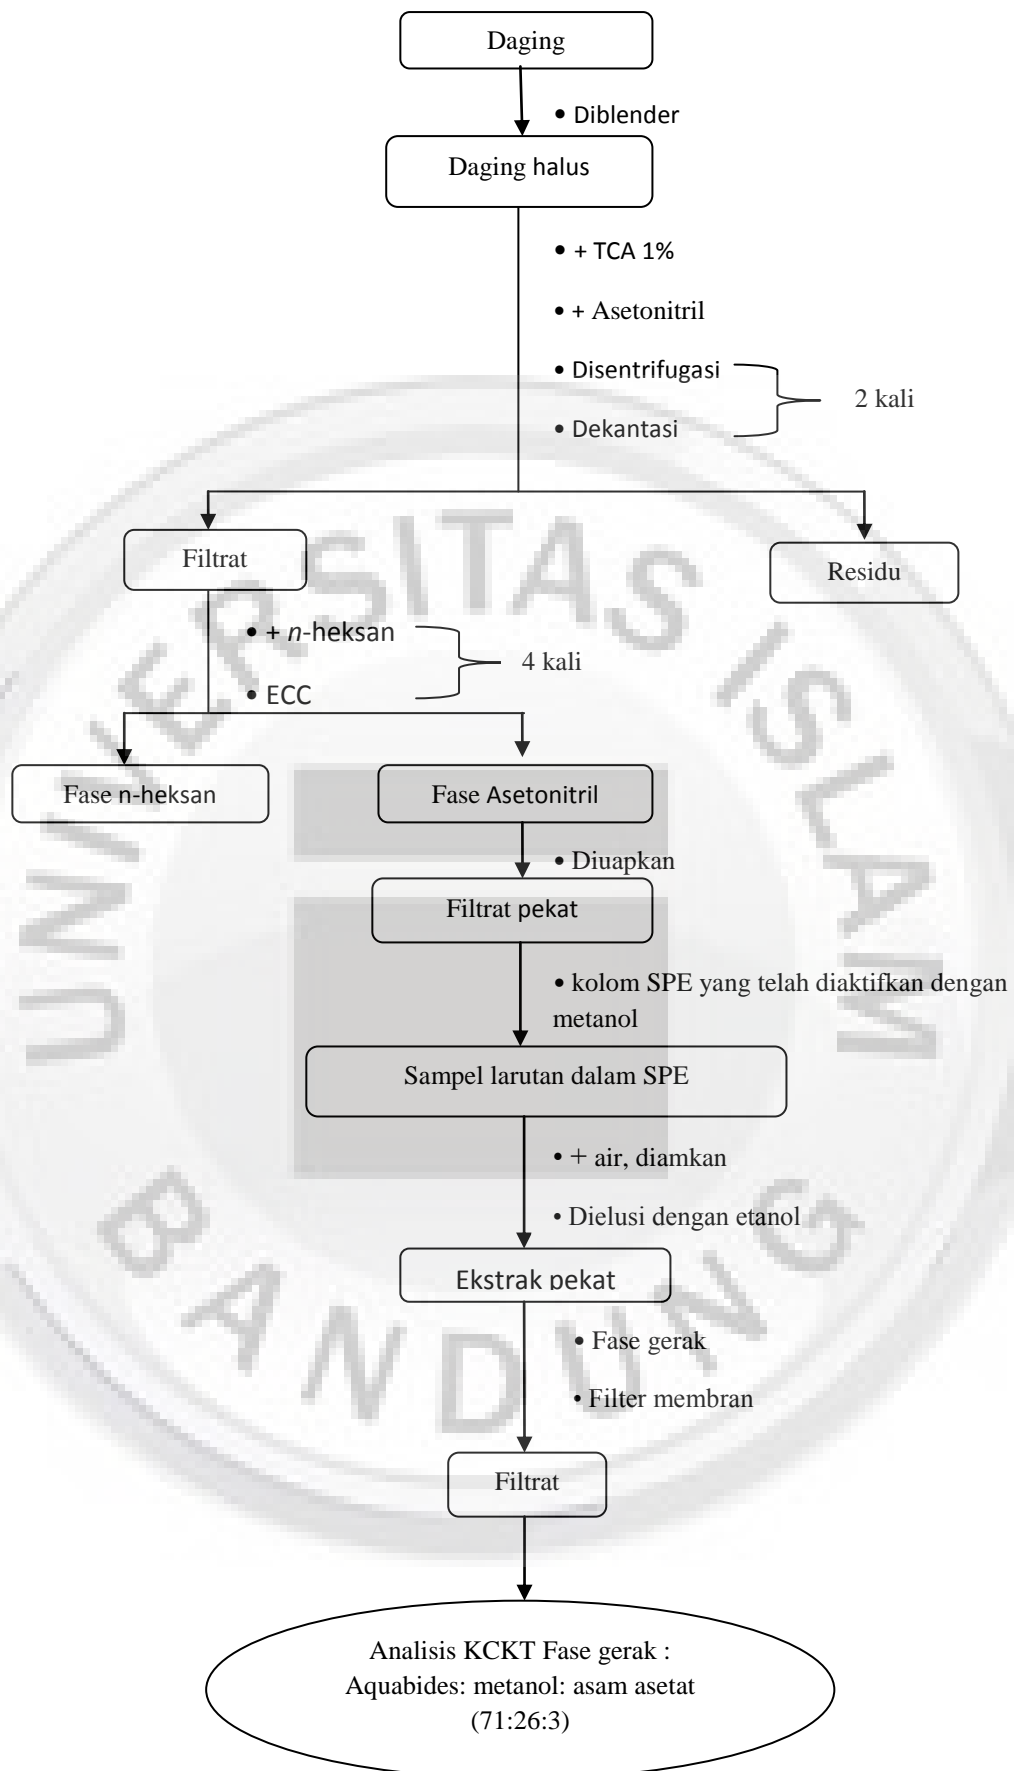 Daging
• Diblender
Daging halus
• + TCA 1%
• + Asetonitril
• Disentrifugasi
2 kali
• Dekantasi
Filtrat
Residu
• + n-heksan
4 kali
• ECC
Fase n-heksan
Fase Asetonitril
• Diuapkan
Filtrat pekat
• kolom SPE yang telah diaktifkan dengan
metanol
Sampel larutan dalam SPE
• + air, diamkan
• Dielusi dengan etanol
Ekstrak pekat
• Fase gerak
• Filter membran
Filtrat
Analisis KCKT Fase gerak :
Aquabides: metanol: asam asetat
(71:26:3)
UNIVERSITAS ISLAM
BANDUNG